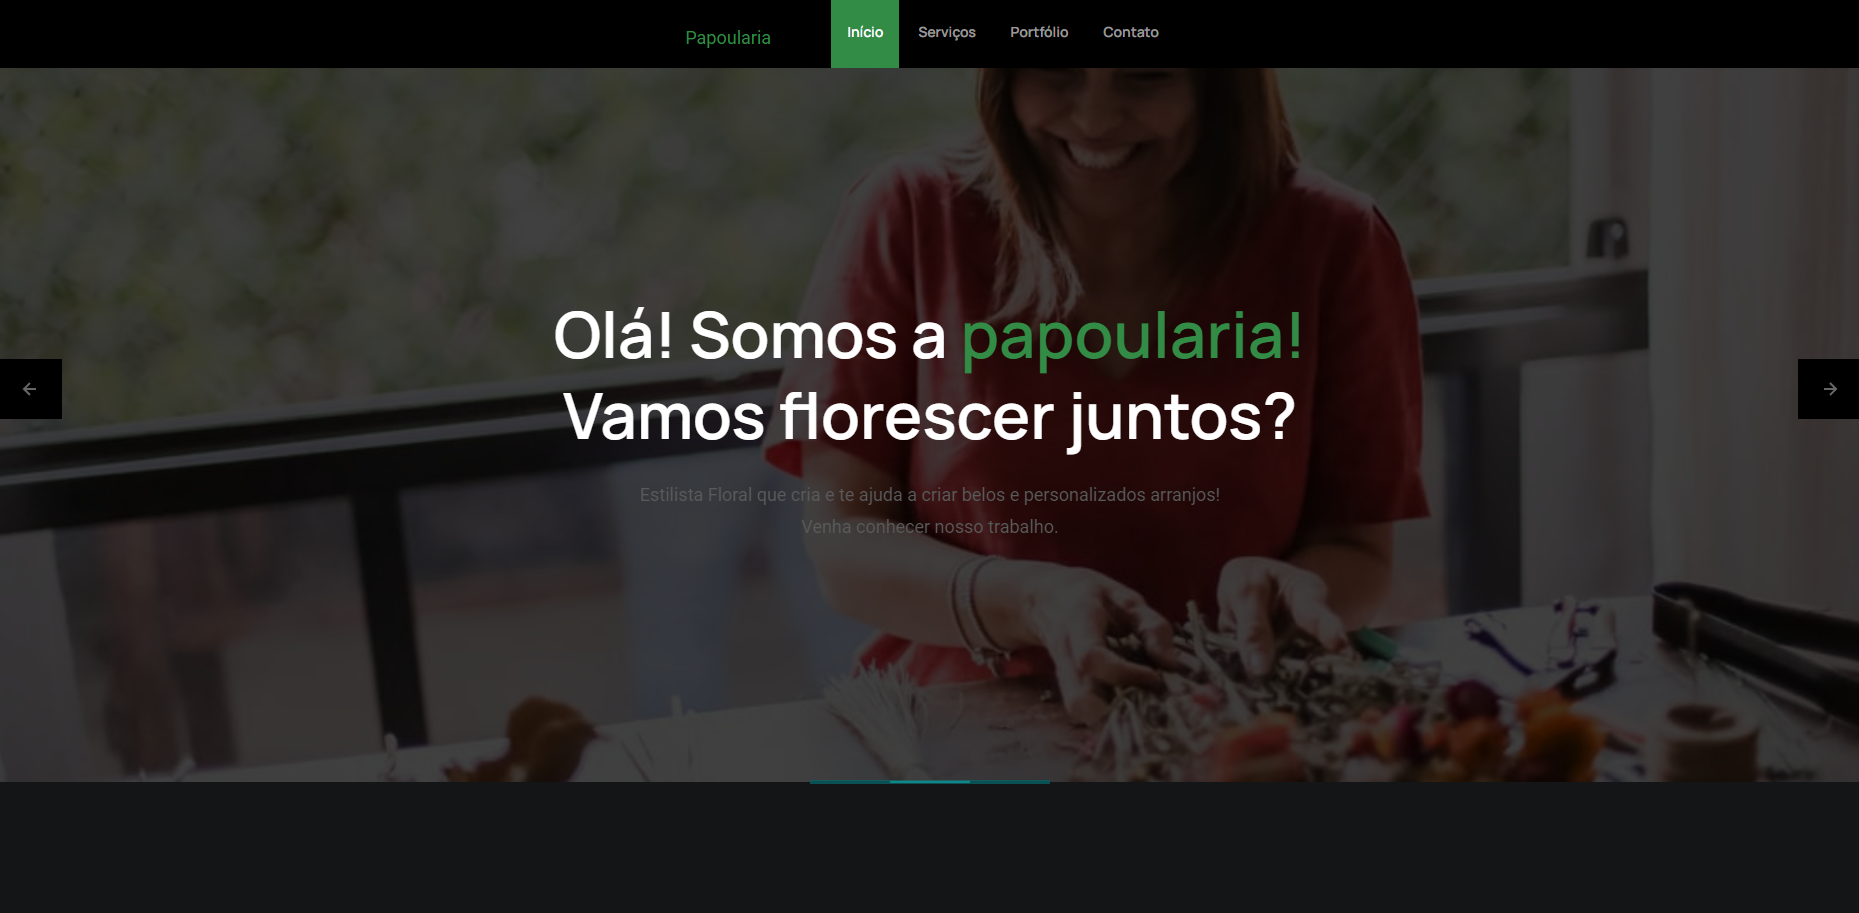 Papoularia
Início Serviços Portfólio Contato
Olá! Somos a papoularia!
Vamos florescer juntos?
Estilista Floral que cria e te ajuda a criar belos e personalizados arranjos!
Venha conhecer nosso trabalho.